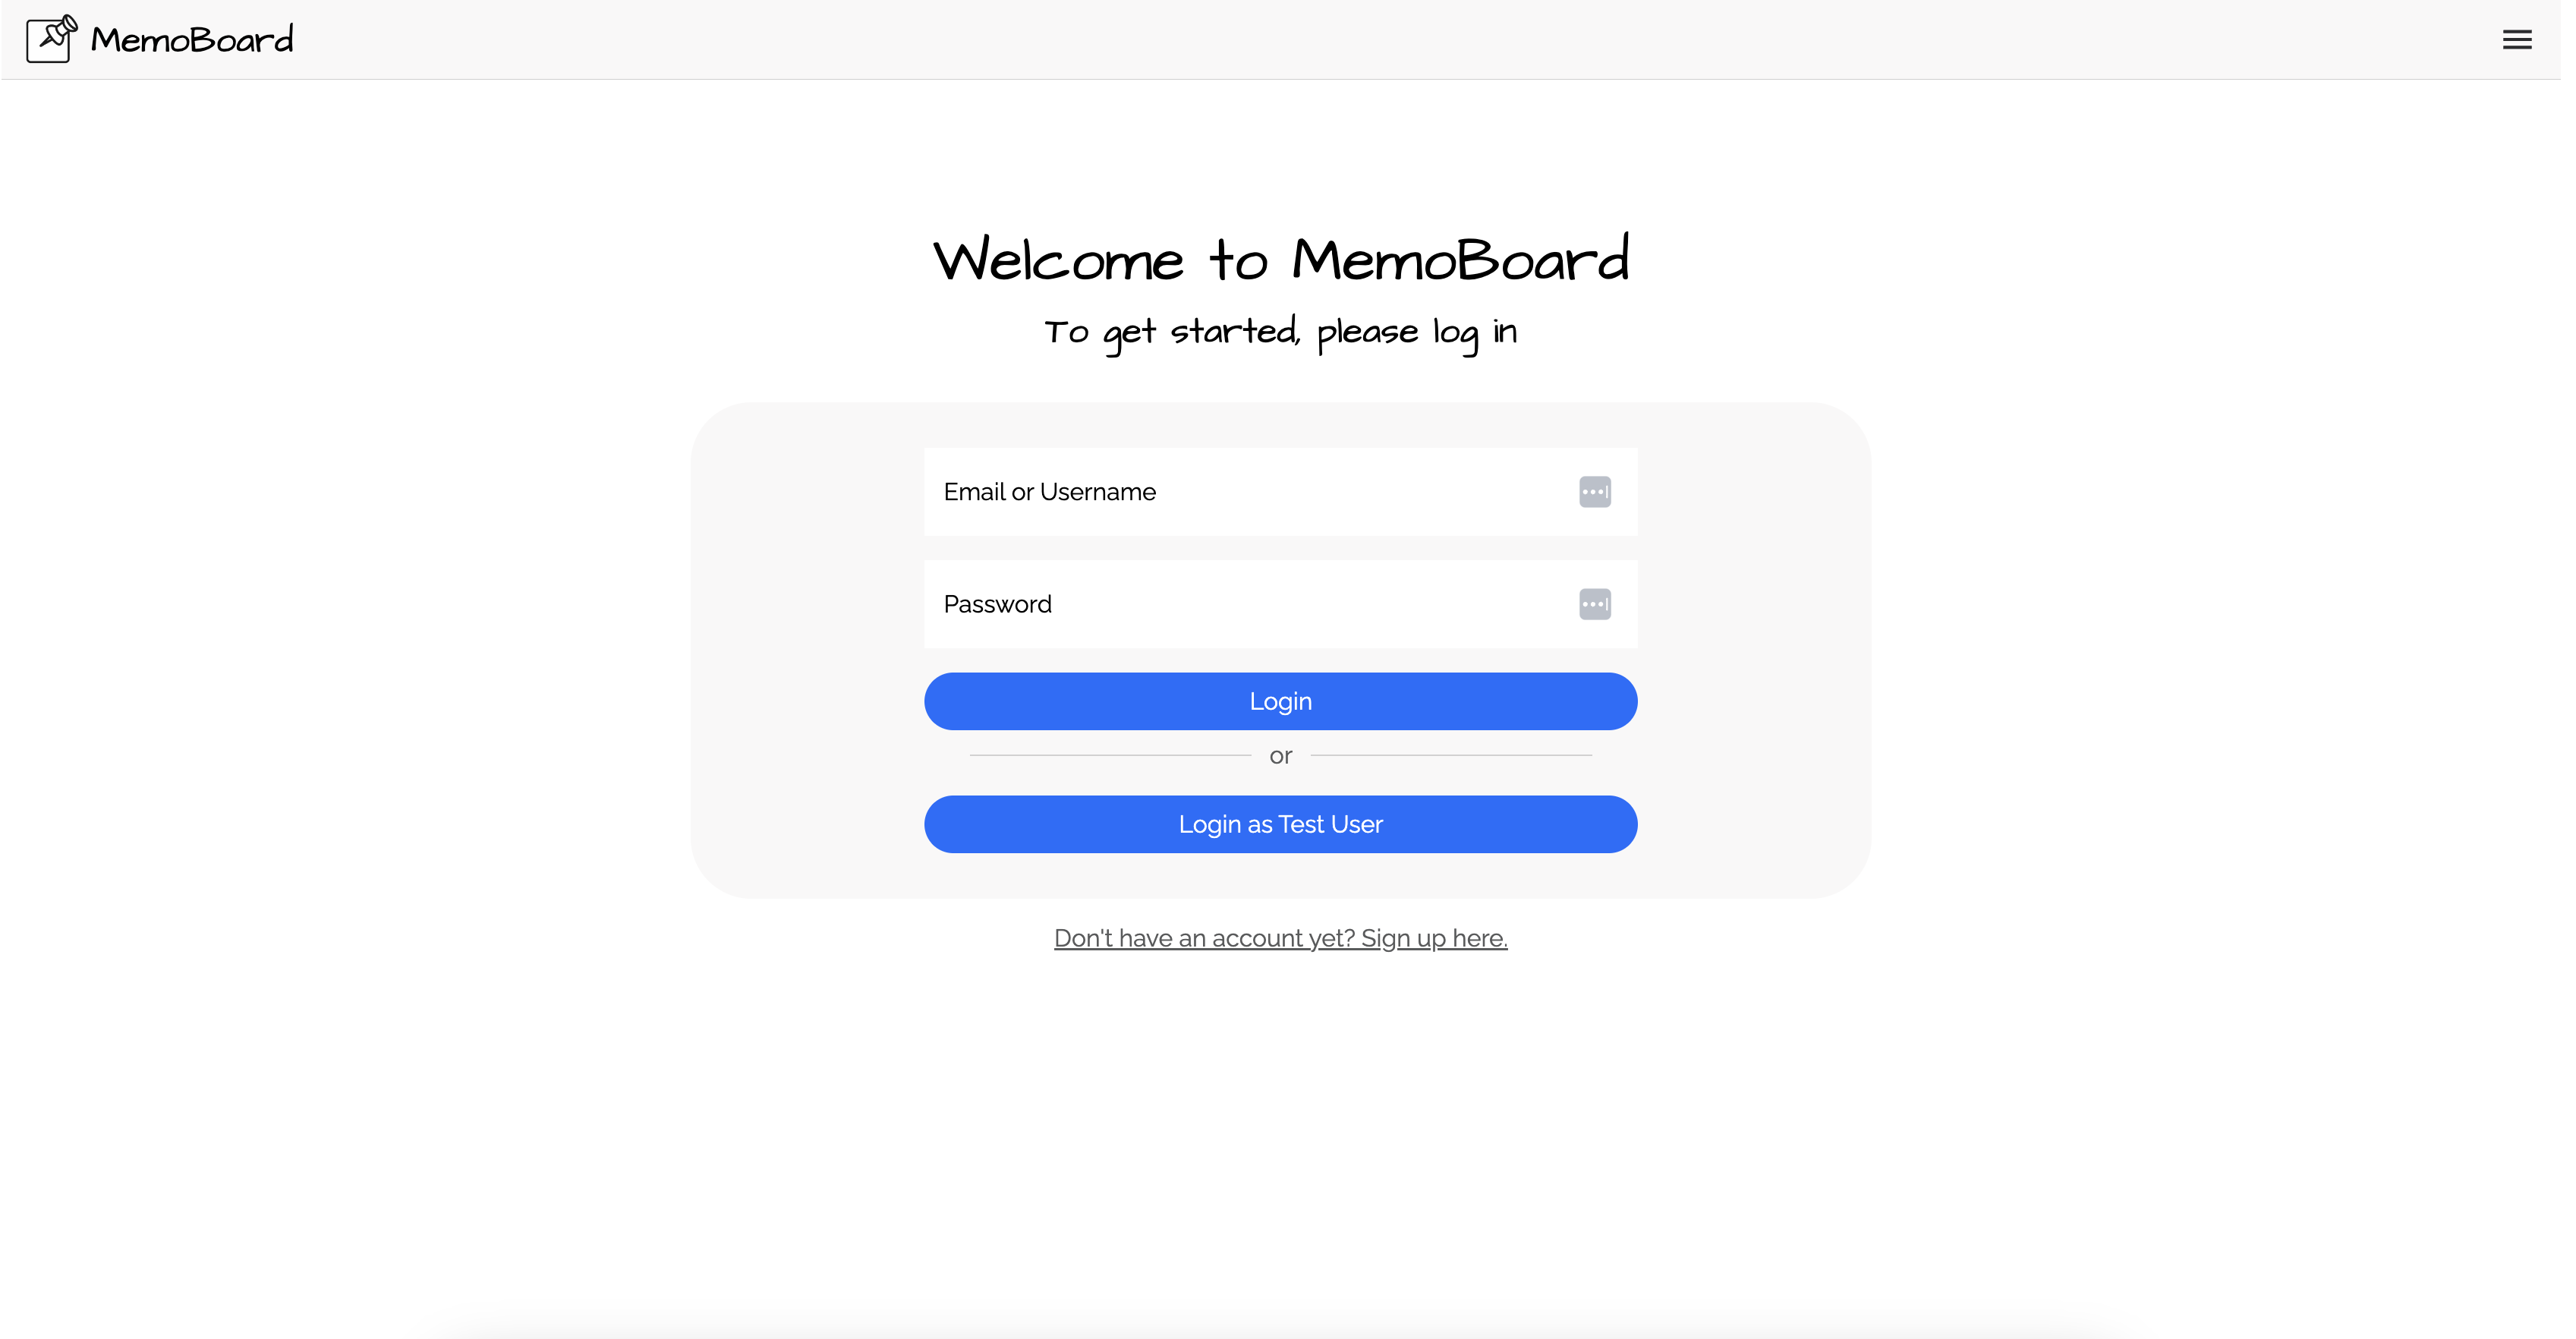 MemoBoard
Welcome to MemoBoard
To get started, please log in
Email or Username
Password
Login
or
Login as Test User
Don't have an account yet? Sign up here.